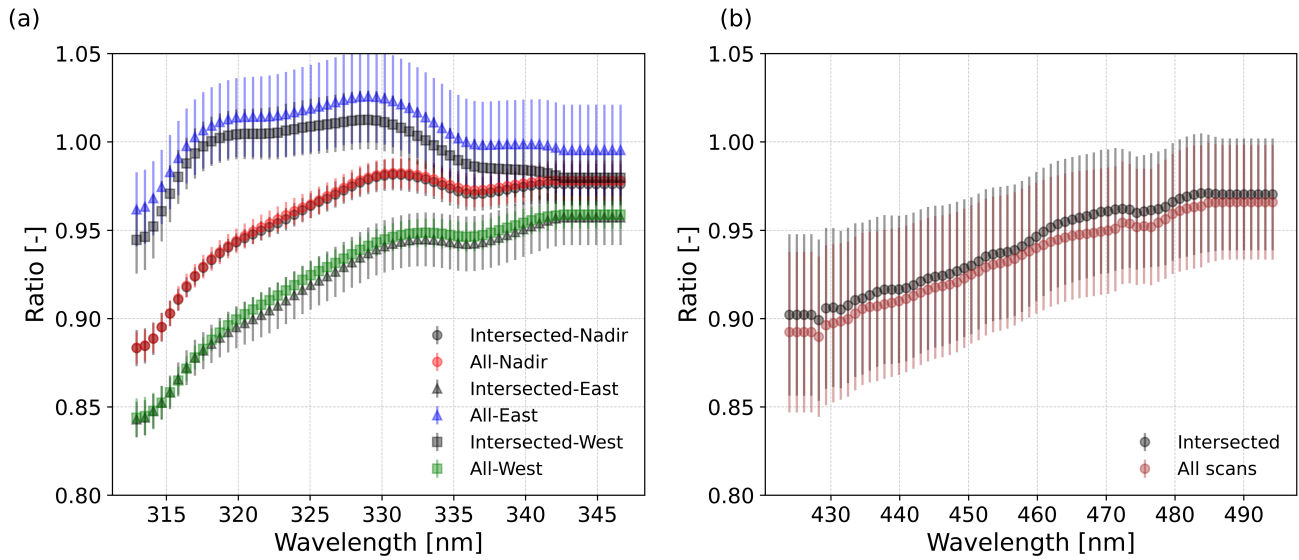 (a)
1.05
1.00
0.95
0.90
0.85
0.80
Ratio [-]
315 320 325 330 335 340 345
Wavelength [nm]
Intersected-Nadir
All-Nadir
Intersected-East
All-East
Intersected-West
All-West
(b)
1.05
1.00
0.95
0.90
0.85
0.80
Ratio [-]
430 440 450 460 470 480 490
Wavelength [nm]
Intersected
All scans